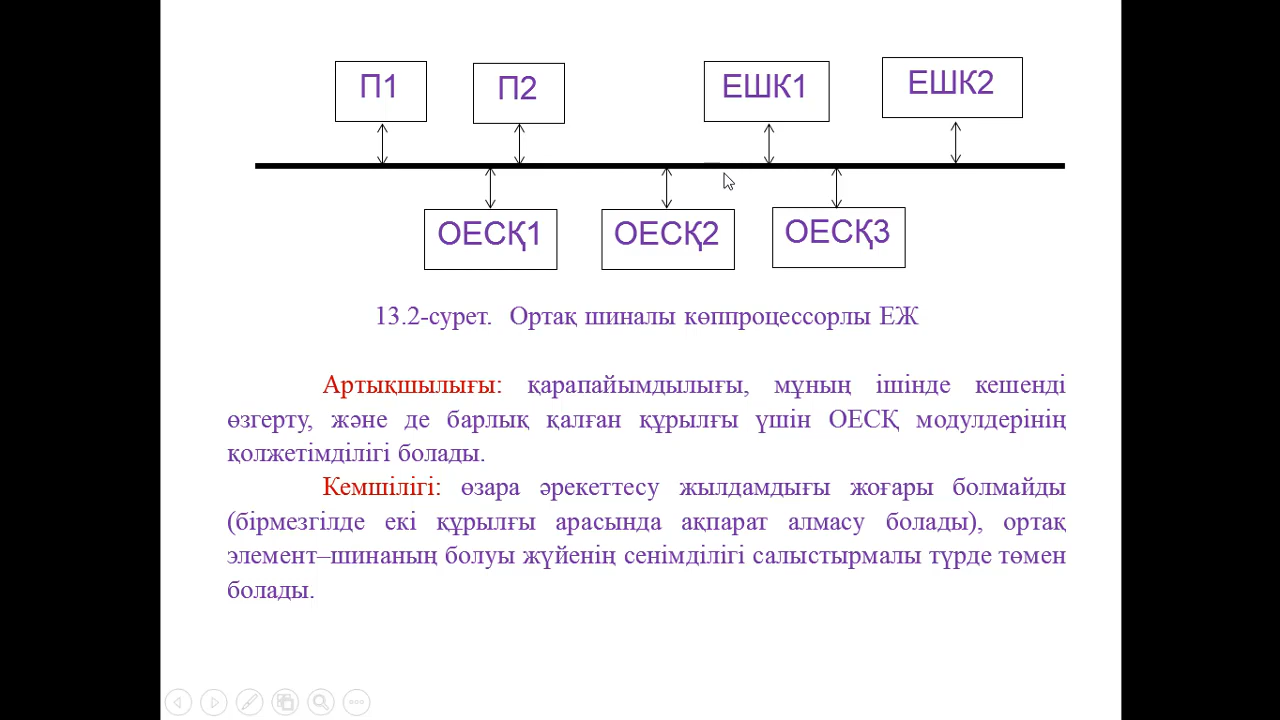 П1 П2 ЕШК1 ЕШК2
ОЕСҚ1 ОЕСҚ2 ОЕСҚ3
13.2-сурет. Ортақ шиналы көппроцессорлы ЕЖ
Артықшылығы: қарапайымдылығы, мұның ішінде кешенді
өзгерту, және де барлық қалған құрылғы үшін ОЕСҚ модулдерінің
қолжетімділігі болады.
Кемшілігі: өзара әрекеттесу жылдамдығы жоғары болмайды
(бірмезгілде екі құрылғы арасында ақпарат алмасу болады), ортақ
элемент–шинаның болуы жүйенің сенімділігі салыстырмалы түрде төмен
болады.